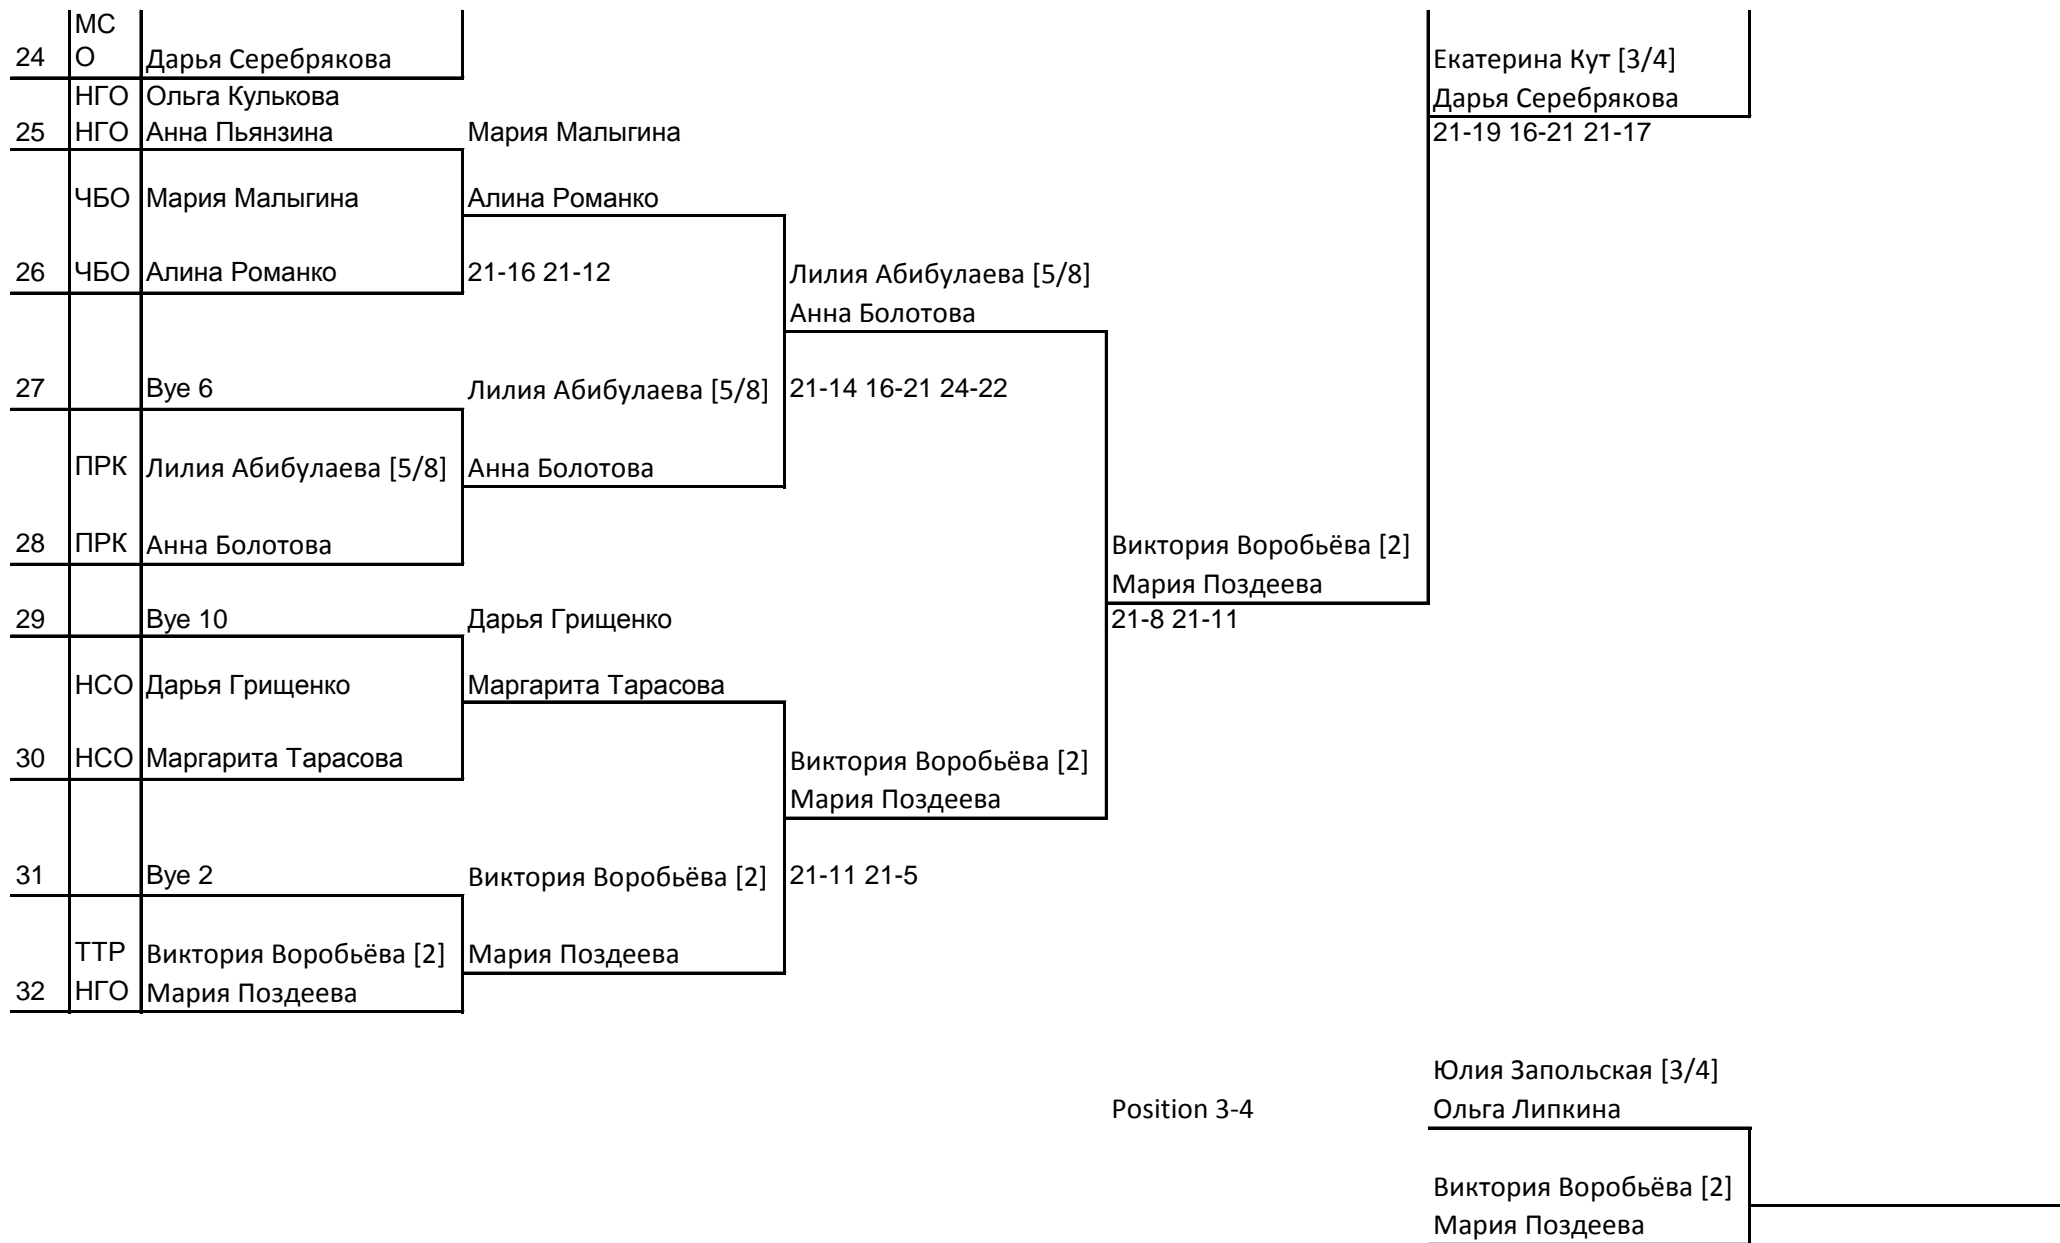 МС
24 О Дарья Серебрякова Екатерина Кут [3/4]
НГО Ольга Кулькова Дарья Серебрякова
25 НГО Анна Пьянзина Мария Малыгина 21-19 16-21 21-17
ЧБО Мария Малыгина Алина Романко
26 ЧБО Алина Романко 21-16 21-12 Лилия Абибулаева [5/8]
Анна Болотова
27 Bye 6 Лилия Абибулаева [5/8] 21-14 16-21 24-22
ПРК Лилия Абибулаева [5/8] Анна Болотова
28 ПРК Анна Болотова Виктория Воробьёва [2]
Мария Поздеева
29 Bye 10 Дарья Грищенко 21-8 21-11
НСО Дарья Грищенко Маргарита Тарасова
30 НСО Маргарита Тарасова Виктория Воробьёва [2]
Мария Поздеева
31 Bye 2 Виктория Воробьёва [2] 21-11 21-5
ТТР Виктория Воробьёва [2] Мария Поздеева
32 НГО Мария Поздеева
Юлия Запольская [3/4]
Position 3-4 Ольга Липкина
Виктория Воробьёва [2]
Мария Поздеева